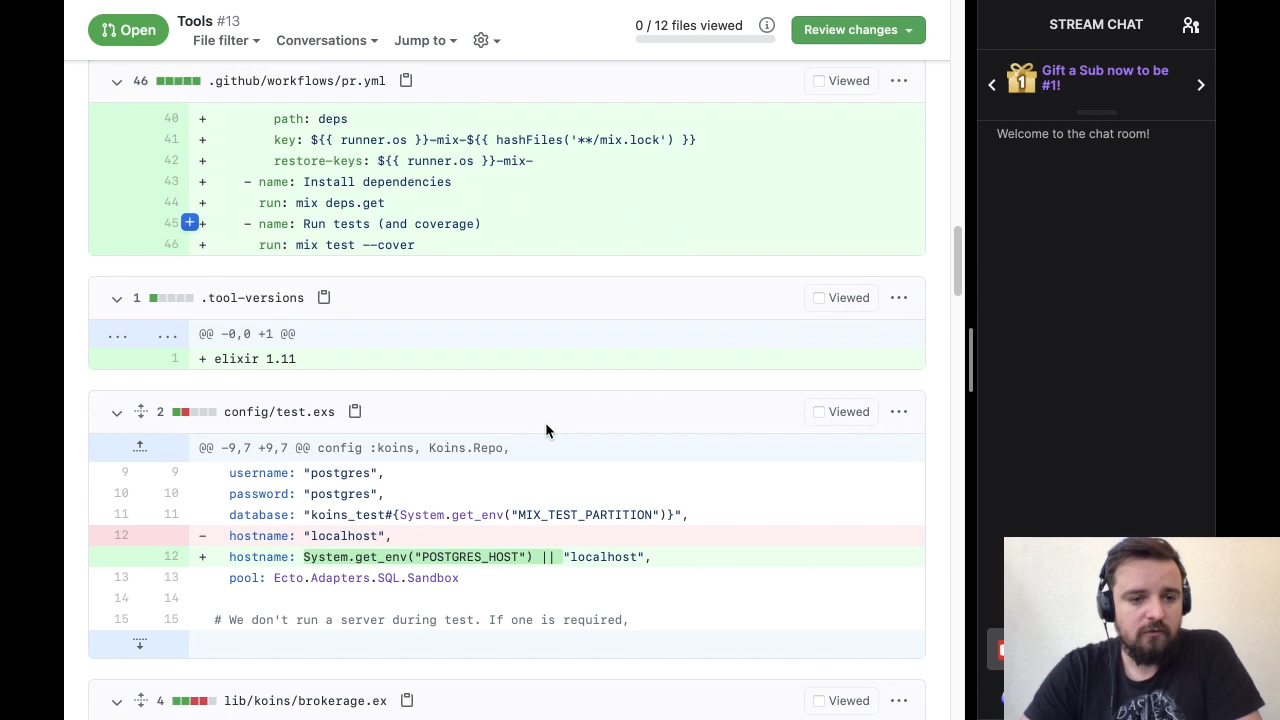 Open
Tools #13
File filter
Conversations
Jump to
0 / 12 files viewed
Review changes
46 .github/workflows/pr.yml
Viewed
40 + path: deps
41 + key: ${{ runner.os }}-mix-${{ hashFiles('**/mix.lock') }}
42 + restore-keys: ${{ runner.os }}-mix-
43 + - name: Install dependencies
44 + run: mix deps.get
45 + - name: Run tests (and coverage)
46 + run: mix test --cover
1 .tool-versions
Viewed
... ... @@ -0,0 +1 @@
1 + elixir 1.11
2 config/test.exs
Viewed
@@ -9,7 +9,7 @@ config :koins, Koins.Repo,
9 9 username: "postgres",
10 10 password: "postgres",
11 11 database: "koins_test#{System.get_env("MIX_TEST_PARTITION")}",
12 - hostname: "localhost",
12 + hostname: System.get_env("POSTGRES_HOST") || "localhost",
13 13 pool: Ecto.Adapters.SQL.Sandbox
14 14
15 15 # We don't run a server during test. If one is required,
4 lib/koins/brokerage.ex
Viewed
STREAM CHAT
1
Gift a Sub now to be
#1!
Welcome to the chat room!